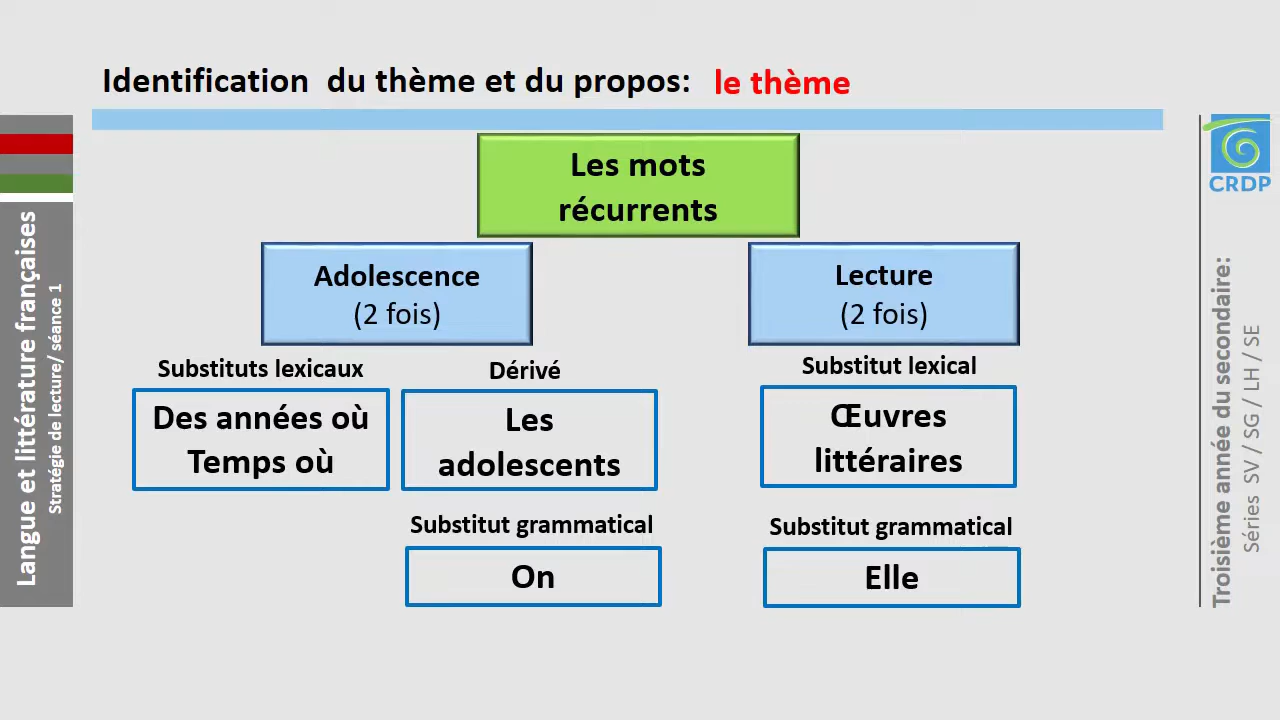 Identification du thème et du propos: le thème
Les mots
récurrents
Adolescence
(2 fois)
Lecture
(2 fois)
Substituts lexicaux
Des années où
Temps où
Dérivé
Les
adolescents
Substitut lexical
Œuvres
littéraires
Substitut grammatical
On
Substitut grammatical
Elle
Langue et littérature françaises
Stratégie de lecture/ séance 1
CRDP
Troisième année du secondaire:
Séries SV / SG / LH / SE